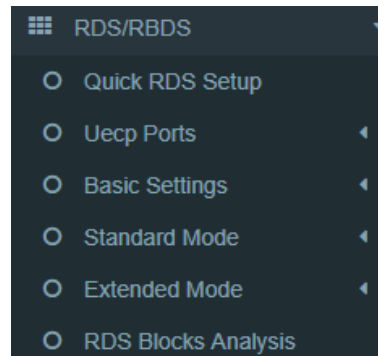 RDS/RBDS
Quick RDS Setup
Uecp Ports
Basic Settings
Standard Mode
Extended Mode
RDS Blocks Analysis